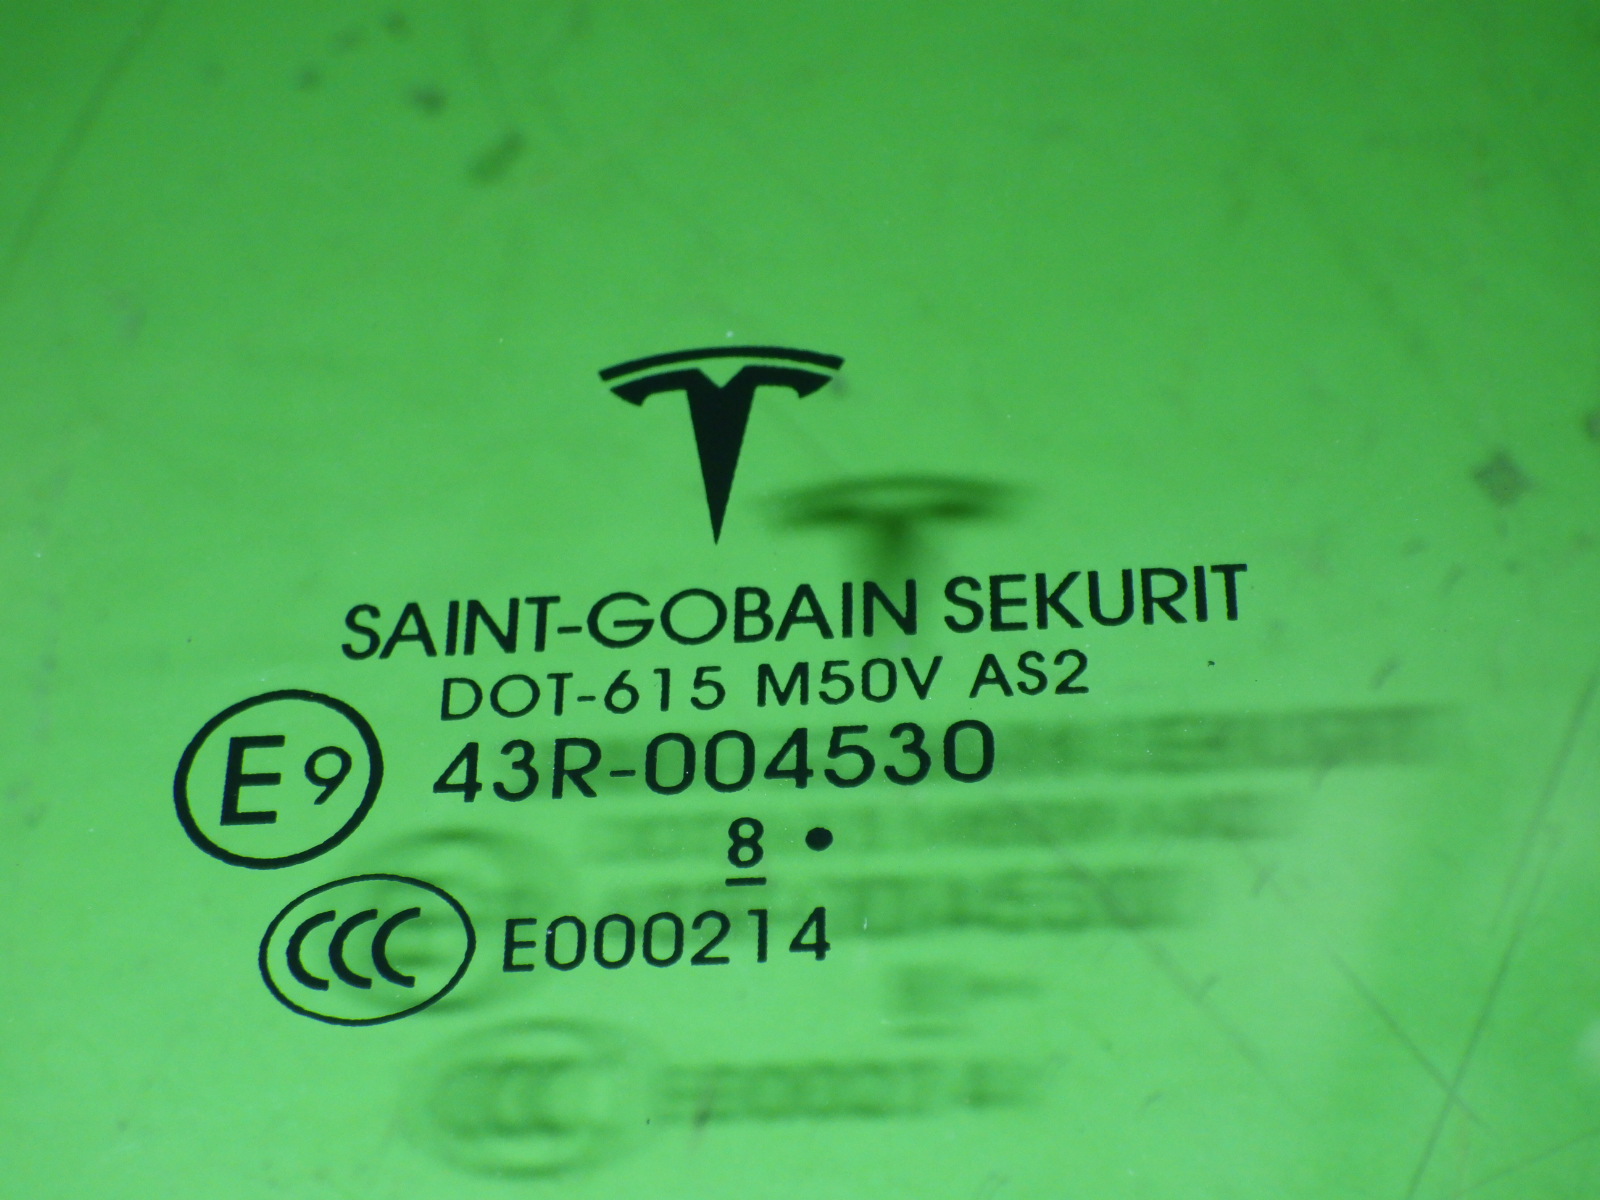 SAINT-GOBAIN SEKURIT
DOT-615 M50V AS2
E9 43R-004530
8 •
CCC E000214